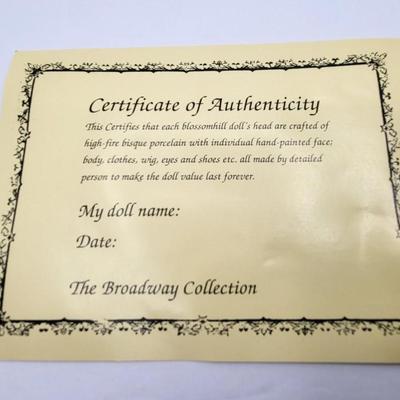 Certificate of Authenticity
This Certifies that each blossomhill doll's head are crafted of
high-fire bisque porcelain with individual hand-painted face;
body, clothes, wig, eyes and shoes etc. all made by detailed
person to make the doll value last forever.
My doll name:
Date:
The Broadway Collection